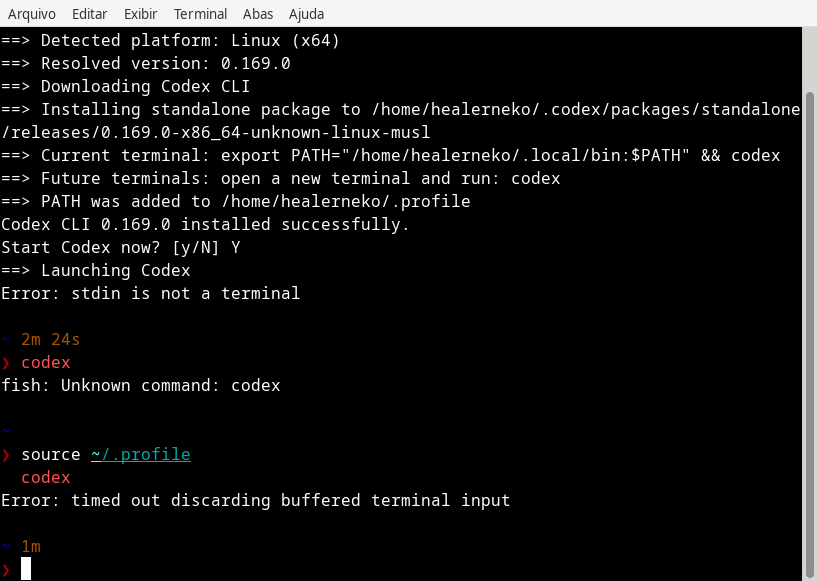 Arquivo Editar Exibir Terminal Abas Ajuda
==> Detected platform: Linux (x64)
==> Resolved version: 0.169.0
==> Downloading Codex CLI
==> Installing standalone package to /home/healerneko/.codex/packages/standalone
/releases/0.169.0-x86_64-unknown-linux-musl
==> Current terminal: export PATH="/home/healerneko/.local/bin:$PATH" && codex
==> Future terminals: open a new terminal and run: codex
==> PATH was added to /home/healerneko/.profile
Codex CLI 0.169.0 installed successfully.
Start Codex now? [y/N] Y
==> Launching Codex
Error: stdin is not a terminal
~ 2m 24s
❯ codex
fish: Unknown command: codex
~
❯ source ~/.profile
codex
Error: timed out discarding buffered terminal input
~ 1m
❯